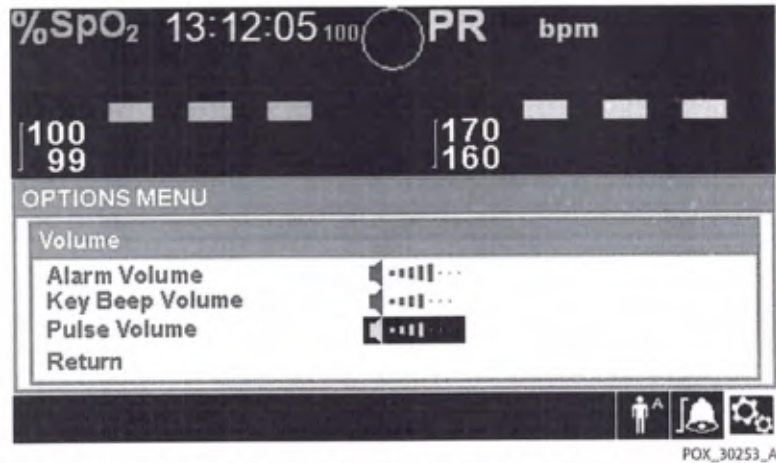 %SpO₂ 13:12:05 100 PR bpm
--- ---
100 170
99 160
OPTIONS MENU
Volume
Alarm Volume
Key Beep Volume
Pulse Volume
Return
A
POX_30253_A